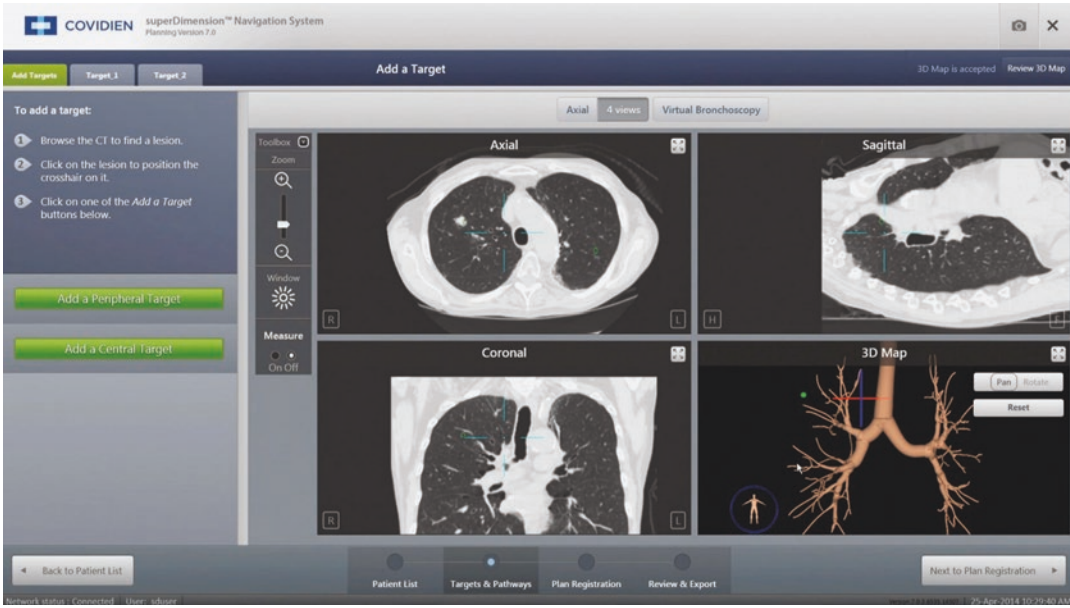 COVIDIEN
superDimension™ Navigation System
Planning Version 7.0
Add Targets
Target_1
Target_2
Add a Target
3D Map is accepted
Review 3D Map
To add a target:
1 Browse the CT to find a lesion.
2 Click on the lesion to position the
crosshair on it.
3 Click on one of the Add a Target
buttons below.
Add a Peripheral Target
Add a Central Target
Axial
4 views
Virtual Bronchoscopy
Toolbox
Zoom
Window
Measure
On Off
Axial
R
L
Sagittal
H
F
Coronal
R
L
3D Map
Pan
Rotate
Reset
Back to Patient List
Patient List
Targets & Pathways
Plan Registration
Review & Export
Next to Plan Registration
Network status : Connected
User: sduser
25-Apr-2014 10:29:40 AM